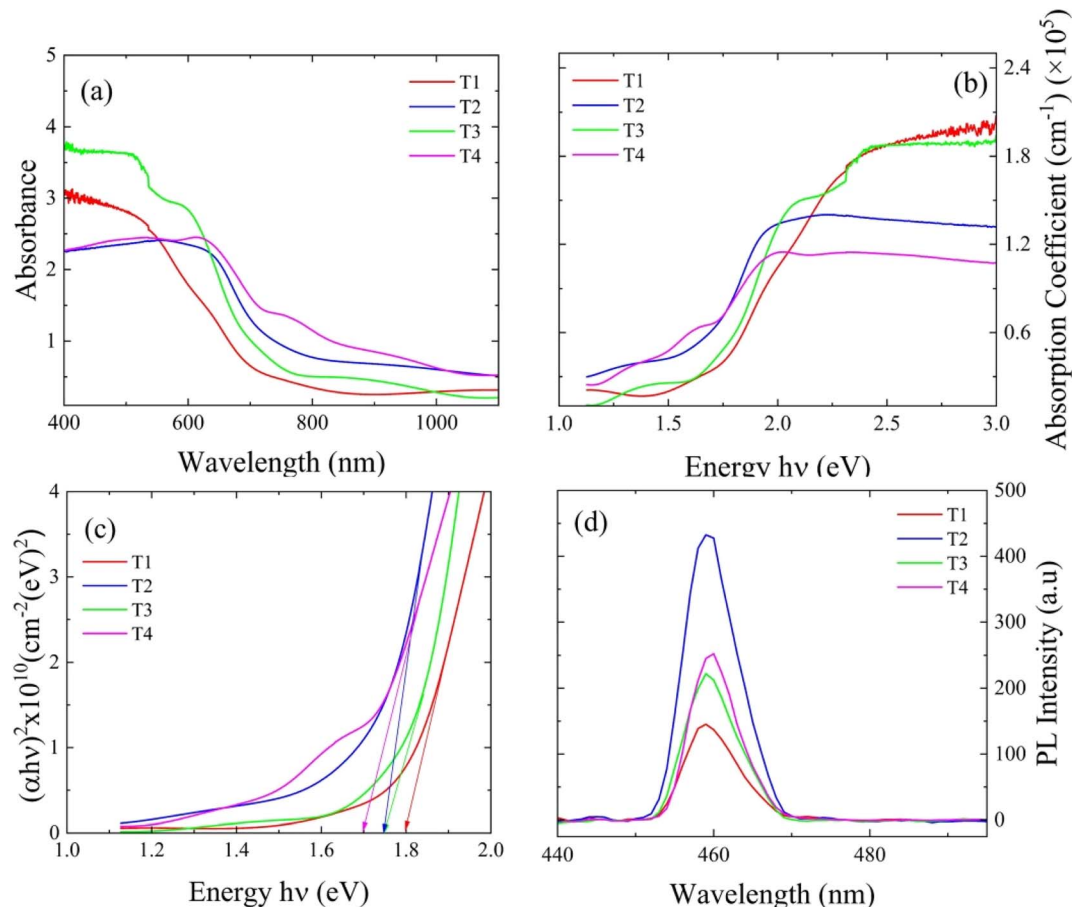 (a)
T1
T2
T3
T4
5
4
3
2
1
Absorbance
400 600 800 1000
Wavelength (nm)
(b)
T1
T2
T3
T4
2.4
1.8
1.2
0.6
Absorption Coefficient (cm⁻¹) (×10⁵)
1.0 1.5 2.0 2.5 3.0
Energy hν (eV)
(c)
T1
T2
T3
T4
4
3
2
1
0
(αhν)²x10¹⁰(cm⁻²(eV)²)
1.0 1.2 1.4 1.6 1.8 2.0
Energy hν (eV)
(d)
T1
T2
T3
T4
500
400
300
200
100
0
PL Intensity (a.u)
440 460 480
Wavelength (nm)